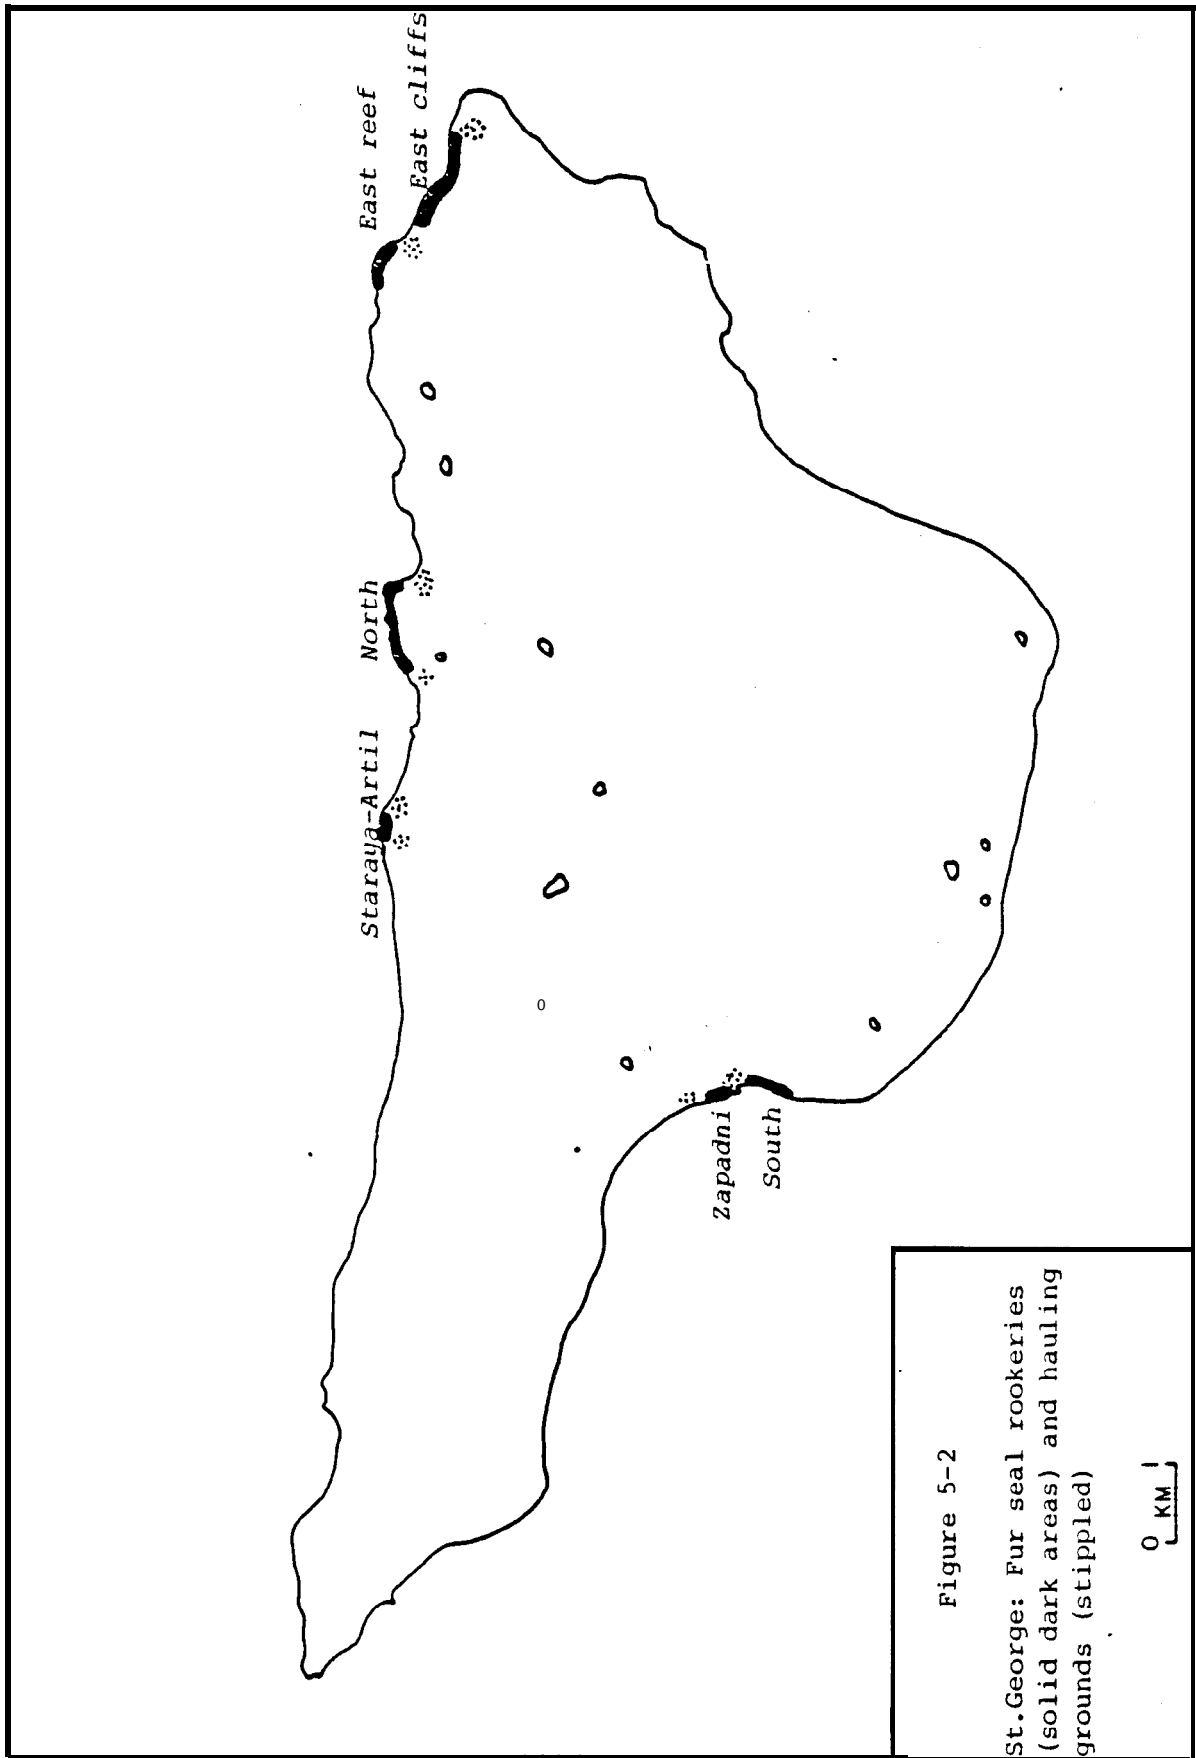 Staraya-Artil
North
East reef
East cliffs
Zapadni
South
Figure 5-2
St.George: Fur seal rookeries
(solid dark areas) and hauling
grounds (stippled)
0 KM 1